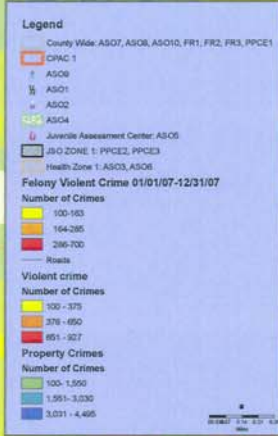 Legend
County Wide: ASO7, ASO8, ASO10, FR1, FR2, FR3, PPCE1
CPAC 1
ASO9
ASO1
ASO2
ASO4
Juvenile Assessment Center: ASO5
JSO ZONE 1: PPCE2, PPCE3
Health Zone 1: ASO3, ASO6
Felony Violent Crime 01/01/07-12/31/07
Number of Crimes
100-163
164-285
286-700
Roads
Violent crime
Number of Crimes
100 - 375
376 - 650
651 - 927
Property Crimes
Number of Crimes
100- 1,550
1,551- 3,030
3,031 - 4,495
Miles